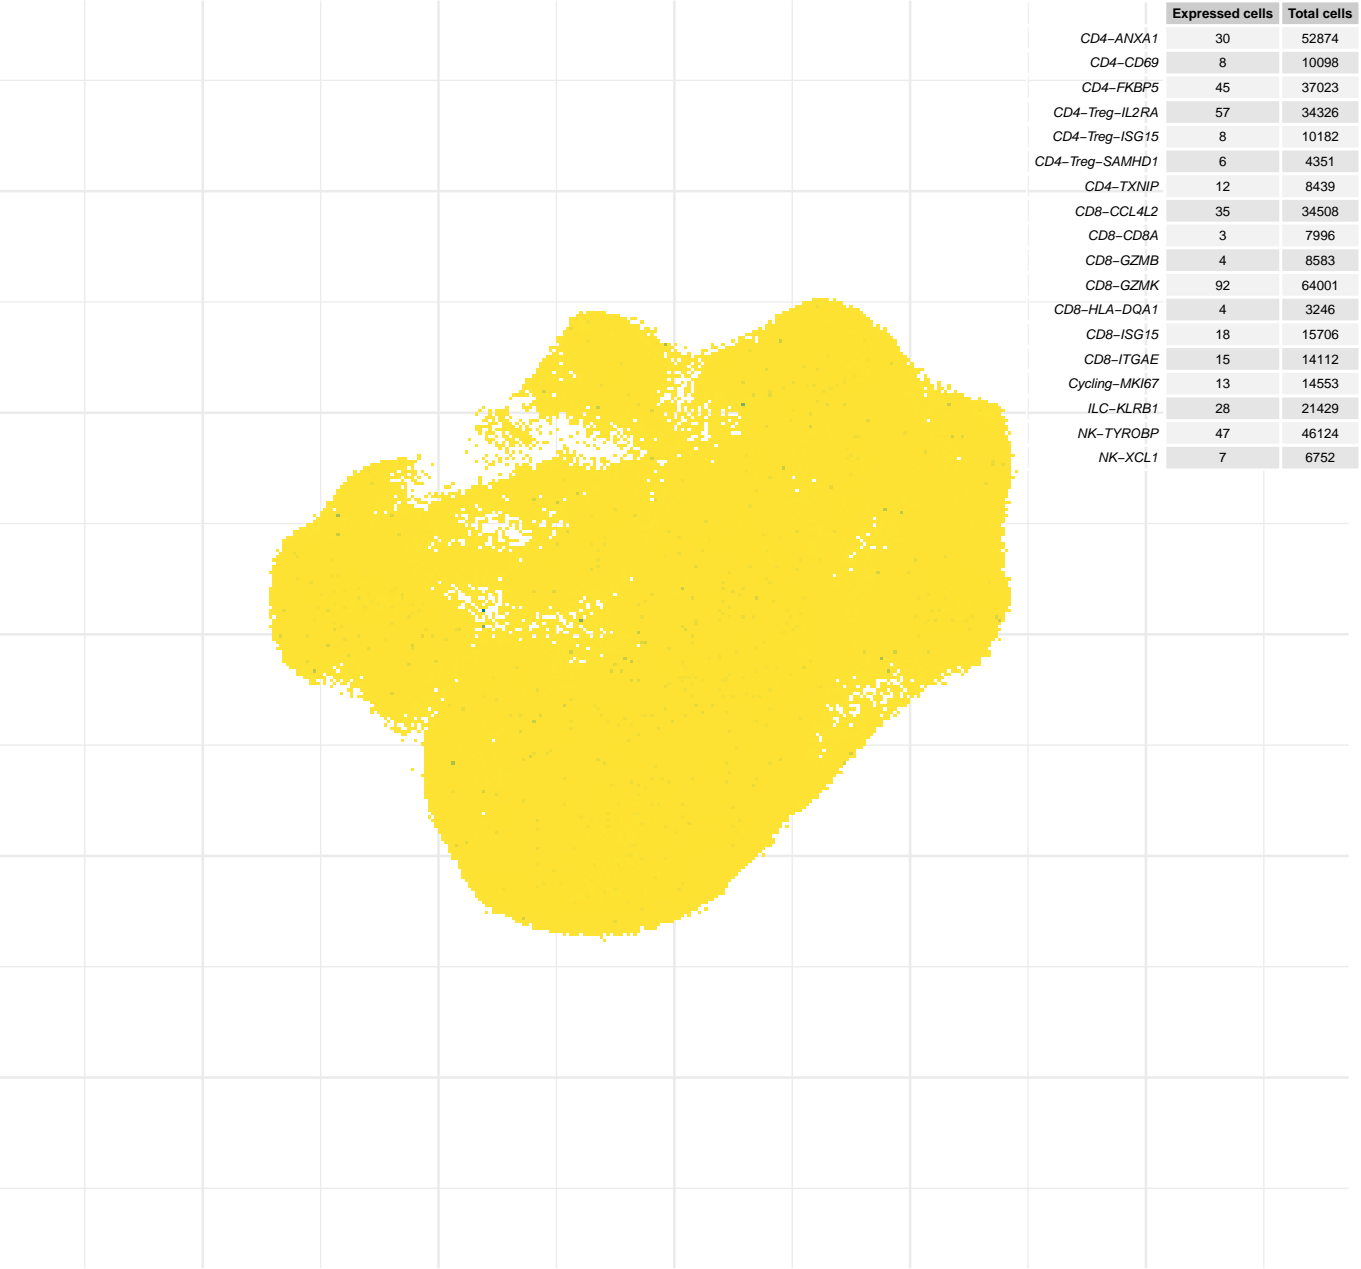 Expressed cells Total cells
CD4−ANXA1 30 52874
CD4−CD69 8 10098
CD4−FKBP5 45 37023
CD4−Treg−IL2RA 57 34326
CD4−Treg−ISG15 8 10182
CD4−Treg−SAMHD1 6 4351
CD4−TXNIP 12 8439
CD8−CCL4L2 35 34508
CD8−CD8A 3 7996
CD8−GZMB 4 8583
CD8−GZMK 92 64001
CD8−HLA−DQA1 4 3246
CD8−ISG15 18 15706
CD8−ITGAE 15 14112
Cycling−MKI67 13 14553
ILC−KLRB1 28 21429
NK−TYROBP 47 46124
NK−XCL1 7 6752